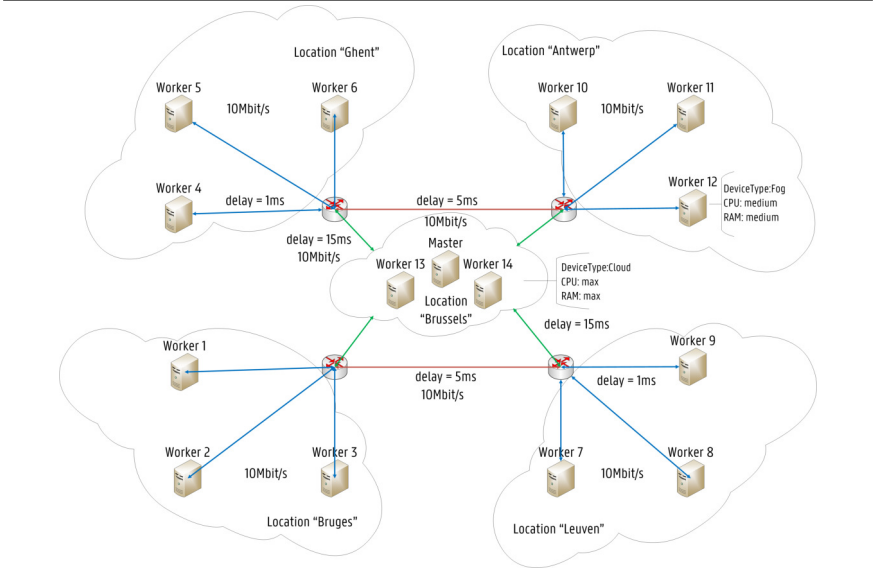 Location “Ghent”
Worker 5
Worker 6
10Mbit/s
Worker 4
delay = 1ms
Location “Antwerp”
Worker 10
Worker 11
10Mbit/s
Worker 12
DeviceType:Fog
CPU: medium
RAM: medium
delay = 5ms
10Mbit/s
delay = 15ms
10Mbit/s
Master
Worker 13
Worker 14
Location
“Brussels”
DeviceType:Cloud
CPU: max
RAM: max
delay = 15ms
Worker 1
Worker 2
Worker 3
10Mbit/s
Location “Bruges”
delay = 5ms
10Mbit/s
Worker 9
delay = 1ms
Worker 7
Worker 8
10Mbit/s
Location “Leuven”